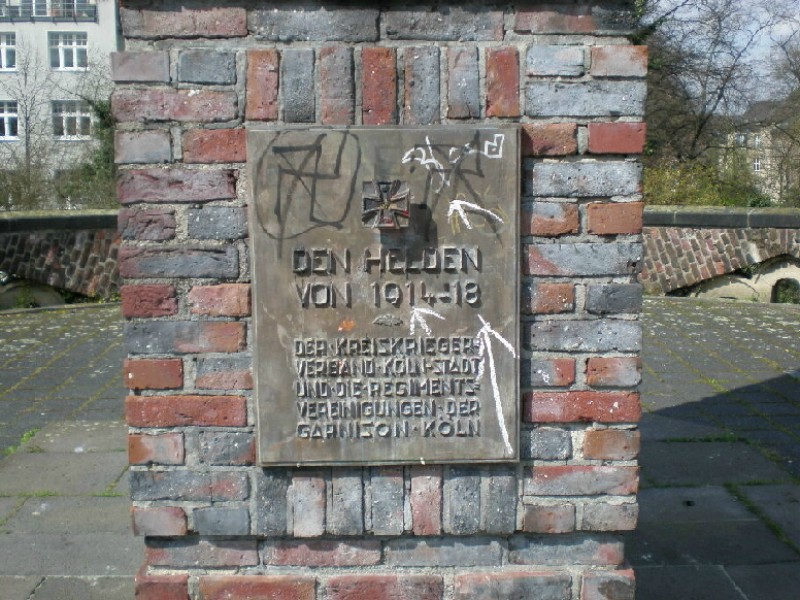 DEN HELDEN
VON 1914-18
DER·KREISKRIEGER-
VERBAND·KÖLN-STADT
UND·DIE·REGIMENTS-
VEREINIGUNGEN·DER
GARNISON·KÖLN